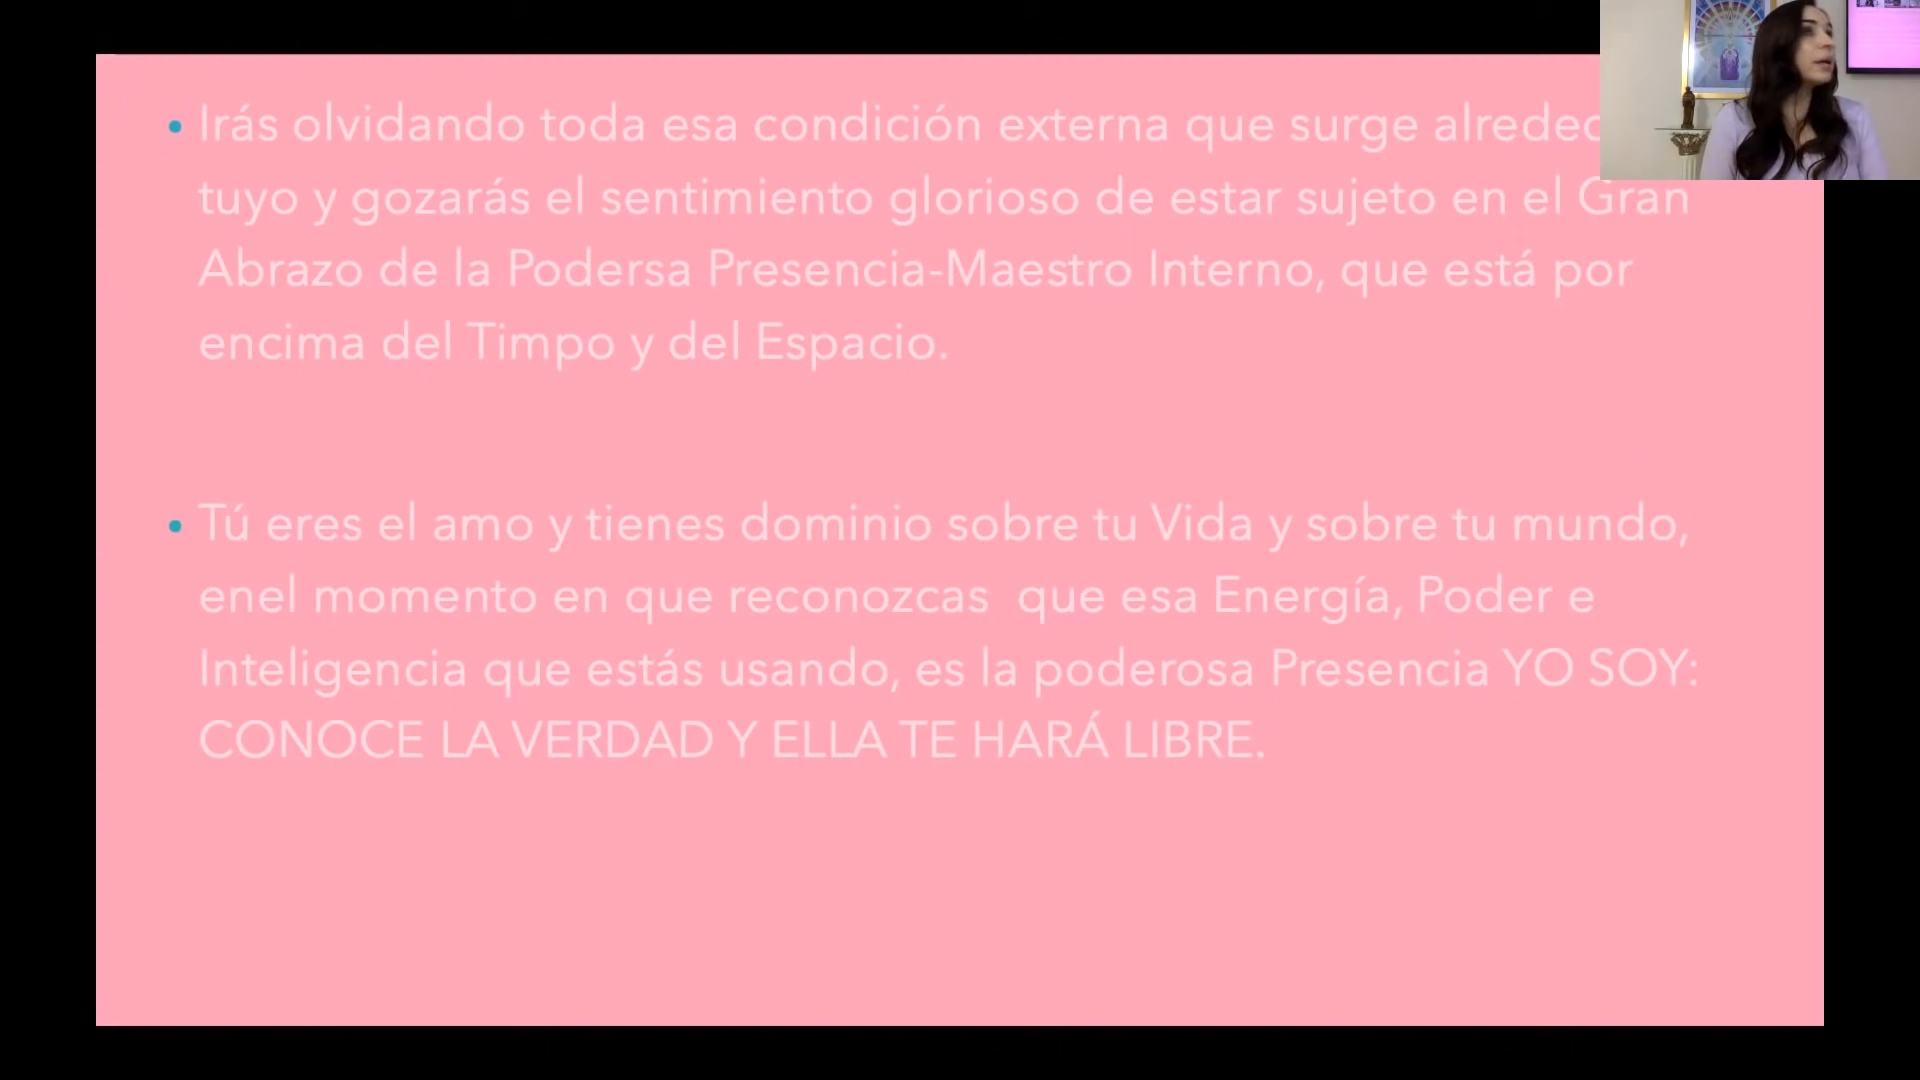 • Irás olvidando toda esa condición externa que surge
tuyo y gozarás el sentimiento glorioso de estar sujeto en el Gran
Abrazo de la Podersa Presencia-Maestro Interno, que está por
encima del Timpo y del Espacio.
• Tú eres el amo y tienes dominio sobre tu Vida y sobre tu mundo,
enel momento en que reconozcas que esa Energía, Poder e
Inteligencia que estás usando, es la poderosa Presencia YO SOY:
CONOCE LA VERDAD Y ELLA TE HARÁ LIBRE.